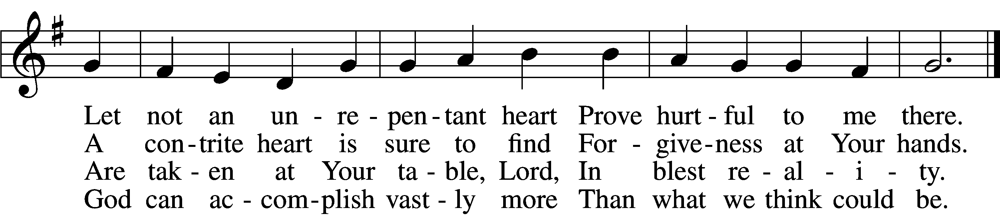 Let not an un - re - pen - tant heart Prove hurt - ful to me there.
A con - trite heart is sure to find For - give - ness at Your hands.
Are tak - en at Your ta - ble, Lord, In blest re - al - i - ty.
God can ac - com - plish vast - ly more Than what we think could be.